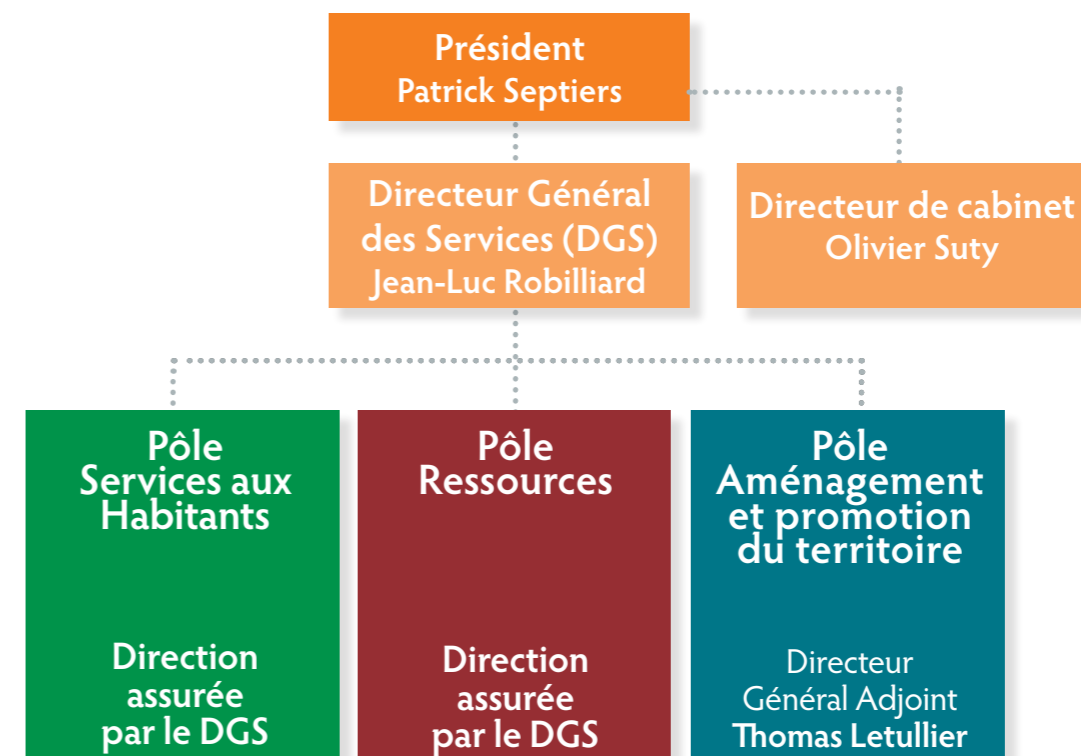 Président
Patrick Septiers
Directeur Général
des Services (DGS)
Jean-Luc Robilliard
Directeur de cabinet
Olivier Suty
Pôle
Services aux
Habitants
Direction
assurée
par le DGS
Pôle
Ressources
Direction
assurée
par le DGS
Pôle
Aménagement
et promotion
du territoire
Directeur
Général Adjoint
Thomas Letullier